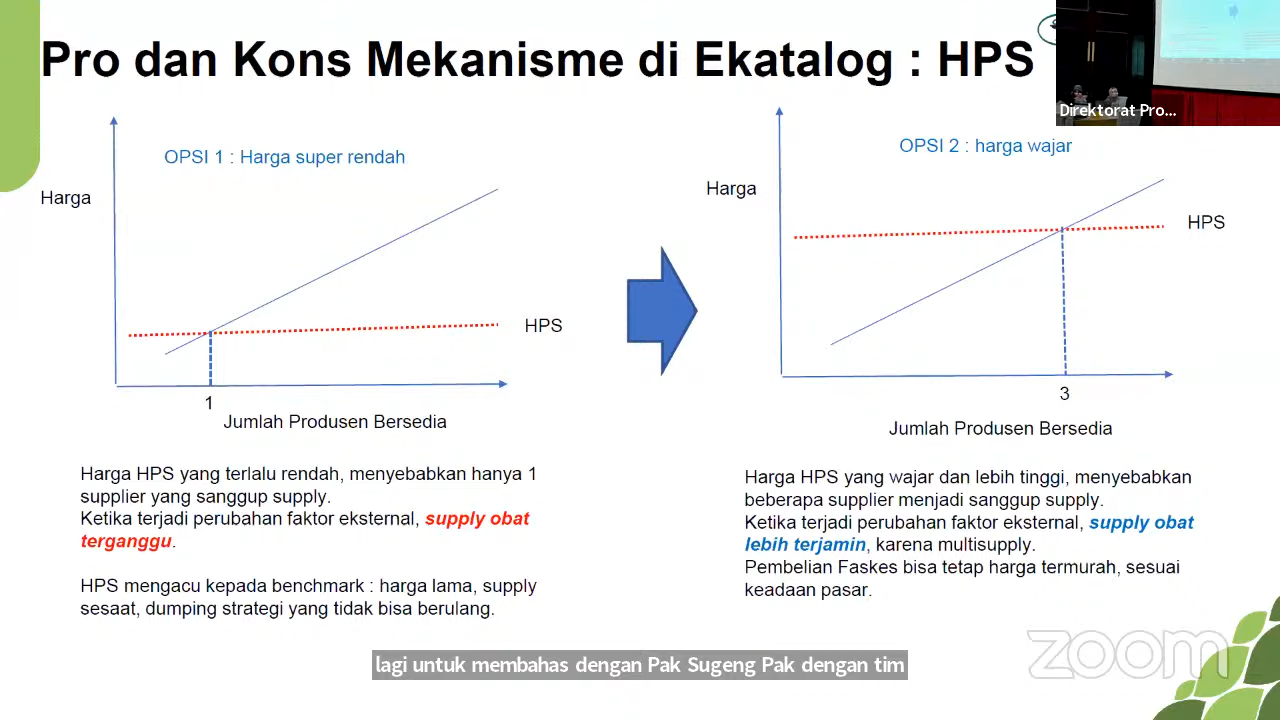 Pro dan Kons Mekanisme di Ekatalog : HPS
Direktorat Pro...
OPSI 1 : Harga super rendah
Harga
HPS
1
Jumlah Produsen Bersedia
Harga HPS yang terlalu rendah, menyebabkan hanya 1
supplier yang sanggup supply.
Ketika terjadi perubahan faktor eksternal, supply obat
terganggu.
HPS mengacu kepada benchmark : harga lama, supply
sesaat, dumping strategi yang tidak bisa berulang.
OPSI 2 : harga wajar
Harga
HPS
3
Jumlah Produsen Bersedia
Harga HPS yang wajar dan lebih tinggi, menyebabkan
beberapa supplier menjadi sanggup supply.
Ketika terjadi perubahan faktor eksternal, supply obat
lebih terjamin, karena multisupply.
Pembelian Faskes bisa tetap harga termurah, sesuai
keadaan pasar.
zoom
lagi untuk membahas dengan Pak Sugeng Pak dengan tim